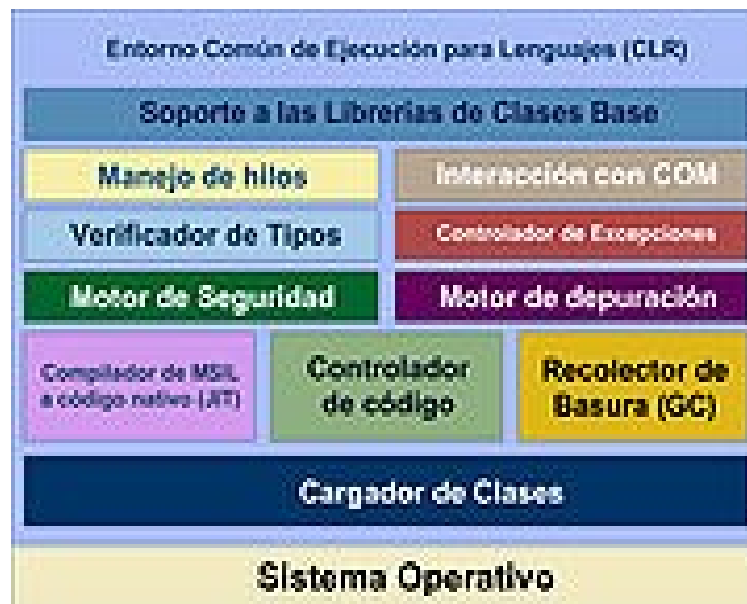 Entorno Común de Ejecución para Lenguajes (CLR)
Soporte a las Librerias de Clases Base
Manejo de hilos
Interacción con COM
Verificador de Tipos
Controlador de Excepciones
Motor de Seguridad
Motor de depuración
Compilador de MSIL
a código nativo (JIT)
Controlador
de código
Recolector de
Basura (GC)
Cargador de Clases
Sistema Operativo